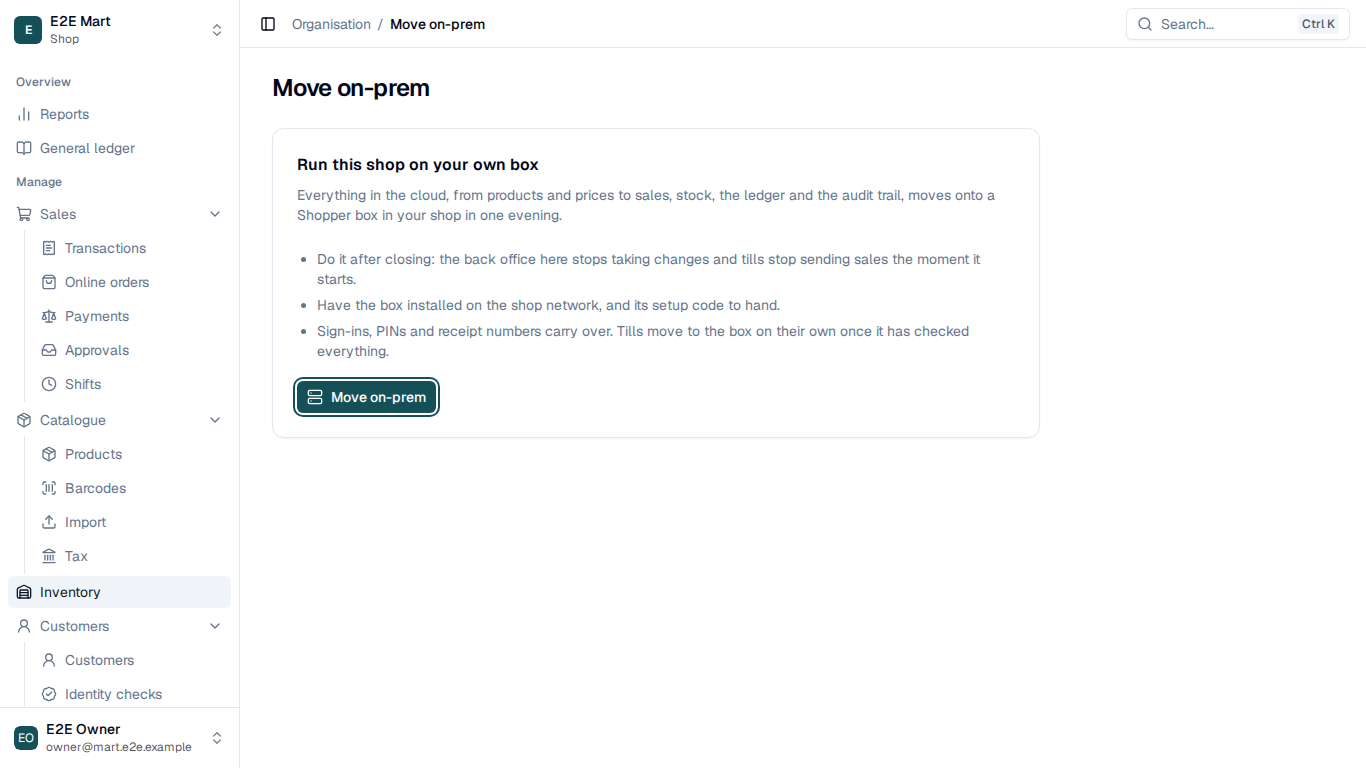 E
E2E Mart
Shop
Organisation / Move on-prem
Search...
Ctrl K
Overview
Reports
General ledger
Manage
Sales
Transactions
Online orders
Payments
Approvals
Shifts
Catalogue
Products
Barcodes
Import
Tax
Inventory
Customers
Customers
Identity checks
EO
E2E Owner
owner@mart.e2e.example
Move on-prem
Run this shop on your own box
Everything in the cloud, from products and prices to sales, stock, the ledger and the audit trail, moves onto a
Shopper box in your shop in one evening.
Do it after closing: the back office here stops taking changes and tills stop sending sales the moment it
starts.
Have the box installed on the shop network, and its setup code to hand.
Sign-ins, PINs and receipt numbers carry over. Tills move to the box on their own once it has checked
everything.
Move on-prem